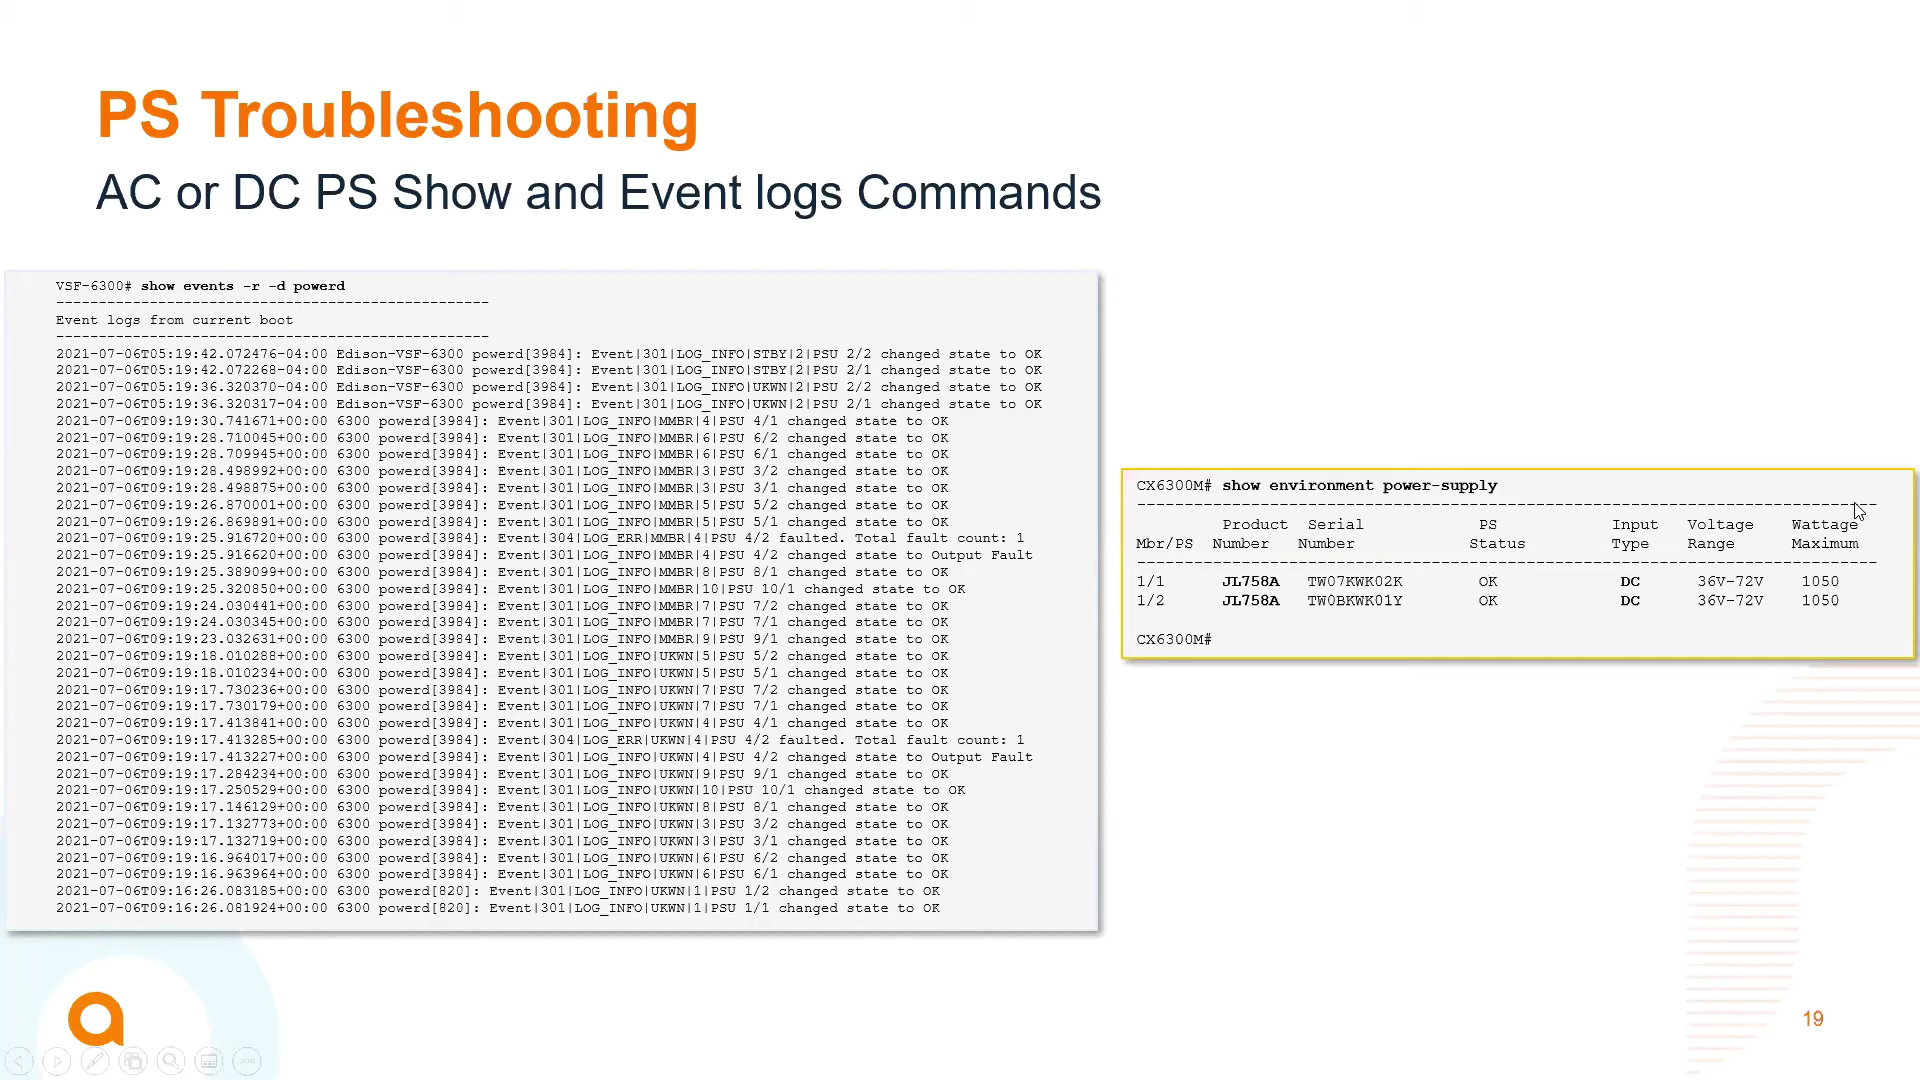 PS Troubleshooting
AC or DC PS Show and Event logs Commands
VSF-6300# show events -r -d powerd
---------------------------------------------------
Event logs from current boot
---------------------------------------------------
2021-07-06T05:19:42.072476-04:00 Edison-VSF-6300 powerd[3984]: Event|301|LOG_INFO|STBY|2|PSU 2/2 changed state to OK
2021-07-06T05:19:42.072268-04:00 Edison-VSF-6300 powerd[3984]: Event|301|LOG_INFO|STBY|2|PSU 2/1 changed state to OK
2021-07-06T05:19:36.320370-04:00 Edison-VSF-6300 powerd[3984]: Event|301|LOG_INFO|UKWN|2|PSU 2/2 changed state to OK
2021-07-06T05:19:36.320317-04:00 Edison-VSF-6300 powerd[3984]: Event|301|LOG_INFO|UKWN|2|PSU 2/1 changed state to OK
2021-07-06T09:19:30.741671+00:00 6300 powerd[3984]: Event|301|LOG_INFO|MMBR|4|PSU 4/1 changed state to OK
2021-07-06T09:19:28.710045+00:00 6300 powerd[3984]: Event|301|LOG_INFO|MMBR|6|PSU 6/2 changed state to OK
2021-07-06T09:19:28.709945+00:00 6300 powerd[3984]: Event|301|LOG_INFO|MMBR|6|PSU 6/1 changed state to OK
2021-07-06T09:19:28.498992+00:00 6300 powerd[3984]: Event|301|LOG_INFO|MMBR|3|PSU 3/2 changed state to OK
2021-07-06T09:19:28.498875+00:00 6300 powerd[3984]: Event|301|LOG_INFO|MMBR|3|PSU 3/1 changed state to OK
2021-07-06T09:19:26.870001+00:00 6300 powerd[3984]: Event|301|LOG_INFO|MMBR|5|PSU 5/2 changed state to OK
2021-07-06T09:19:26.869891+00:00 6300 powerd[3984]: Event|301|LOG_INFO|MMBR|5|PSU 5/1 changed state to OK
2021-07-06T09:19:25.916720+00:00 6300 powerd[3984]: Event|304|LOG_ERR|MMBR|4|PSU 4/2 faulted. Total fault count: 1
2021-07-06T09:19:25.916620+00:00 6300 powerd[3984]: Event|301|LOG_INFO|MMBR|4|PSU 4/2 changed state to Output Fault
2021-07-06T09:19:25.389099+00:00 6300 powerd[3984]: Event|301|LOG_INFO|MMBR|8|PSU 8/1 changed state to OK
2021-07-06T09:19:25.320850+00:00 6300 powerd[3984]: Event|301|LOG_INFO|MMBR|10|PSU 10/1 changed state to OK
2021-07-06T09:19:24.030441+00:00 6300 powerd[3984]: Event|301|LOG_INFO|MMBR|7|PSU 7/2 changed state to OK
2021-07-06T09:19:24.030345+00:00 6300 powerd[3984]: Event|301|LOG_INFO|MMBR|7|PSU 7/1 changed state to OK
2021-07-06T09:19:23.032631+00:00 6300 powerd[3984]: Event|301|LOG_INFO|MMBR|9|PSU 9/1 changed state to OK
2021-07-06T09:19:18.010288+00:00 6300 powerd[3984]: Event|301|LOG_INFO|UKWN|5|PSU 5/2 changed state to OK
2021-07-06T09:19:18.010234+00:00 6300 powerd[3984]: Event|301|LOG_INFO|UKWN|5|PSU 5/1 changed state to OK
2021-07-06T09:19:17.730236+00:00 6300 powerd[3984]: Event|301|LOG_INFO|UKWN|7|PSU 7/2 changed state to OK
2021-07-06T09:19:17.730179+00:00 6300 powerd[3984]: Event|301|LOG_INFO|UKWN|7|PSU 7/1 changed state to OK
2021-07-06T09:19:17.413841+00:00 6300 powerd[3984]: Event|301|LOG_INFO|UKWN|4|PSU 4/1 changed state to OK
2021-07-06T09:19:17.413285+00:00 6300 powerd[3984]: Event|304|LOG_ERR|UKWN|4|PSU 4/2 faulted. Total fault count: 1
2021-07-06T09:19:17.413227+00:00 6300 powerd[3984]: Event|301|LOG_INFO|UKWN|4|PSU 4/2 changed state to Output Fault
2021-07-06T09:19:17.284234+00:00 6300 powerd[3984]: Event|301|LOG_INFO|UKWN|9|PSU 9/1 changed state to OK
2021-07-06T09:19:17.250529+00:00 6300 powerd[3984]: Event|301|LOG_INFO|UKWN|10|PSU 10/1 changed state to OK
2021-07-06T09:19:17.146129+00:00 6300 powerd[3984]: Event|301|LOG_INFO|UKWN|8|PSU 8/1 changed state to OK
2021-07-06T09:19:17.132773+00:00 6300 powerd[3984]: Event|301|LOG_INFO|UKWN|3|PSU 3/2 changed state to OK
2021-07-06T09:19:17.132719+00:00 6300 powerd[3984]: Event|301|LOG_INFO|UKWN|3|PSU 3/1 changed state to OK
2021-07-06T09:19:16.964017+00:00 6300 powerd[3984]: Event|301|LOG_INFO|UKWN|6|PSU 6/2 changed state to OK
2021-07-06T09:19:16.963964+00:00 6300 powerd[3984]: Event|301|LOG_INFO|UKWN|6|PSU 6/1 changed state to OK
2021-07-06T09:16:26.083185+00:00 6300 powerd[820]: Event|301|LOG_INFO|UKWN|1|PSU 1/2 changed state to OK
2021-07-06T09:16:26.081924+00:00 6300 powerd[820]: Event|301|LOG_INFO|UKWN|1|PSU 1/1 changed state to OK
CX6300M# show environment power-supply
------------------------------------------------------------------------------
Product Serial PS Input Voltage Wattage
Mbr/PS Number Number Status Type Range Maximum
------------------------------------------------------------------------------
1/1 JL758A TW07KWK02K OK DC 36V-72V 1050
1/2 JL758A TW0BKWK01Y OK DC 36V-72V 1050
CX6300M#
19